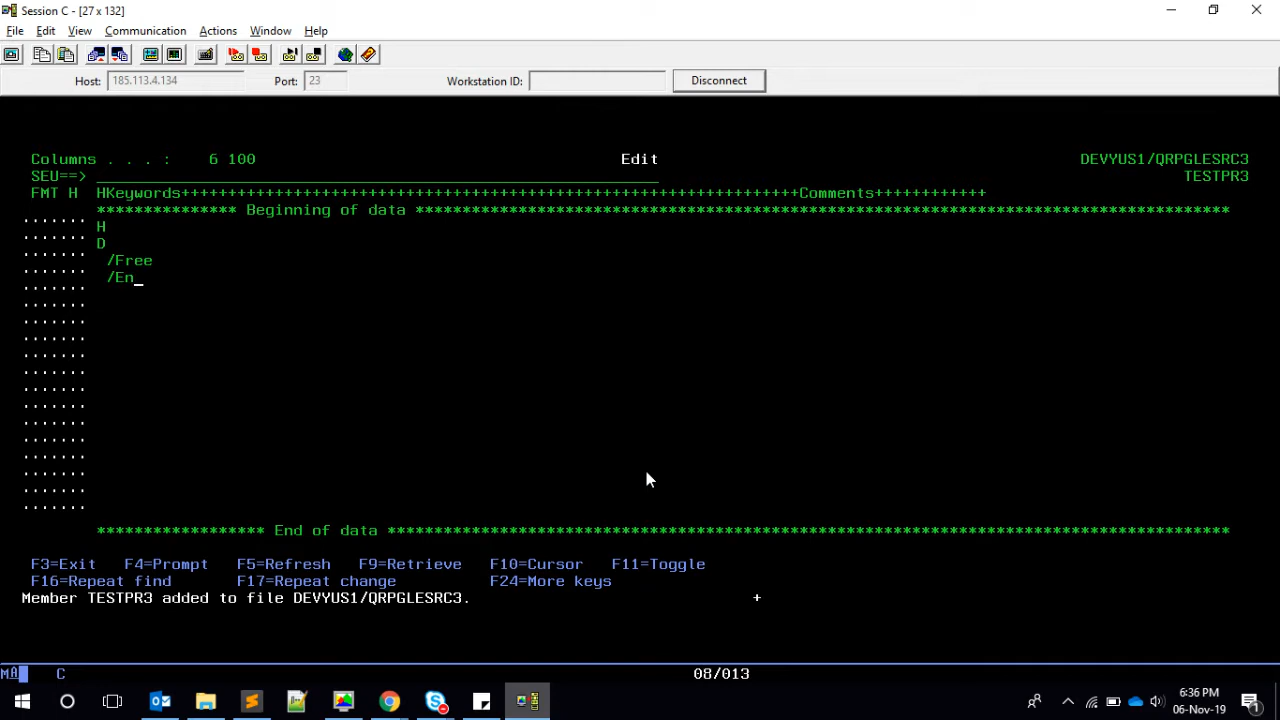 Session C - [27 x 132]
File Edit View Communication Actions Window Help
Host: 185.113.4.134 Port: 23 Workstation ID: Disconnect
Columns . . . : 6 100 Edit DEVYUS1/QRPGLESRC3
SEU==> TESTPR3
FMT H HKeywords++++++++++++++++++++++++++++++++++++++++++++++++++++++++++++++++++Comments++++++++++++
*************** Beginning of data ***************************************************************************************
.......
....... H
....... D
....... /Free
....... /En
.......
.......
.......
.......
.......
.......
.......
.......
.......
.......
.......
.......
.......
****************** End of data ******************************************************************************************
F3=Exit F4=Prompt F5=Refresh F9=Retrieve F10=Cursor F11=Toggle
F16=Repeat find F17=Repeat change F24=More keys
Member TESTPR3 added to file DEVYUS1/QRPGLESRC3. +
MA C 08/013
6:36 PM
06-Nov-19
1